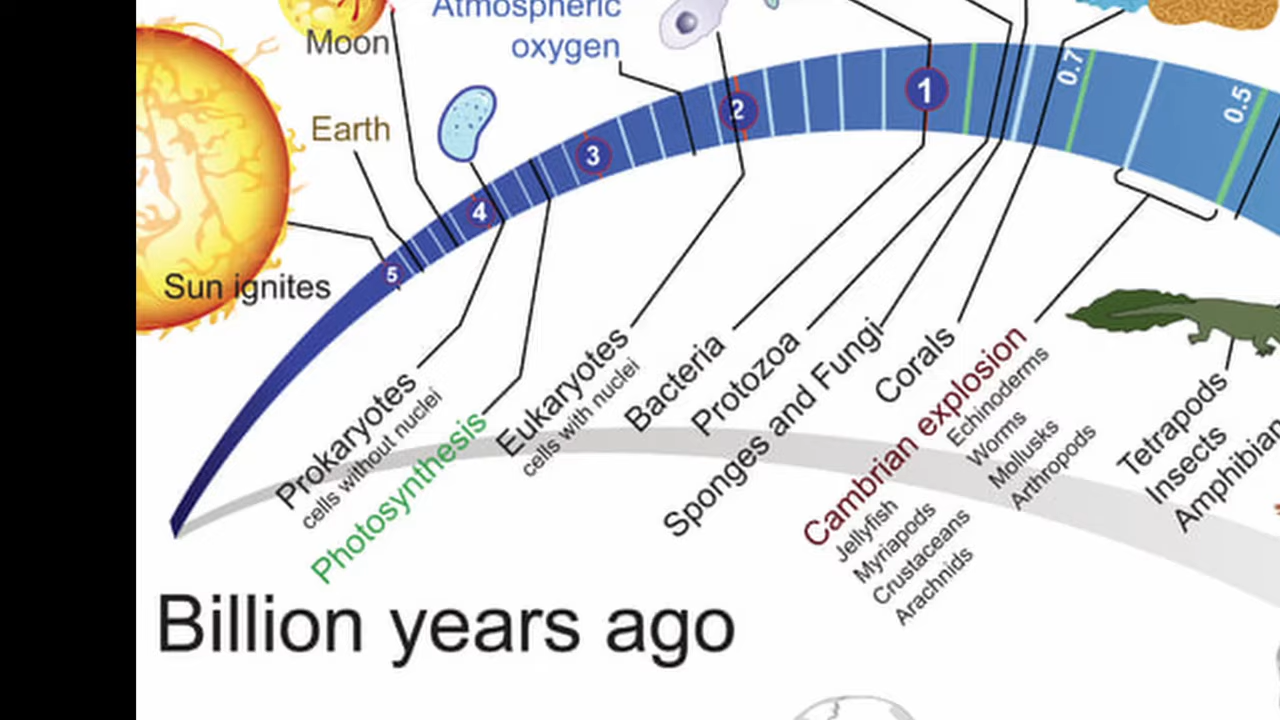 Atmospheric
oxygen
Moon
Earth
Sun ignites
5
4
3
2
1
0.7
0.5
Prokaryotes
cells without nuclei
Photosynthesis
Eukaryotes
cells with nuclei
Bacteria
Protozoa
Sponges and Fungi
Corals
Cambrian explosion
Echinoderms
Worms
Mollusks
Arthropods
Jellyfish
Myriapods
Crustaceans
Arachnids
Tetrapods
Insects
Amphibian
Billion years ago